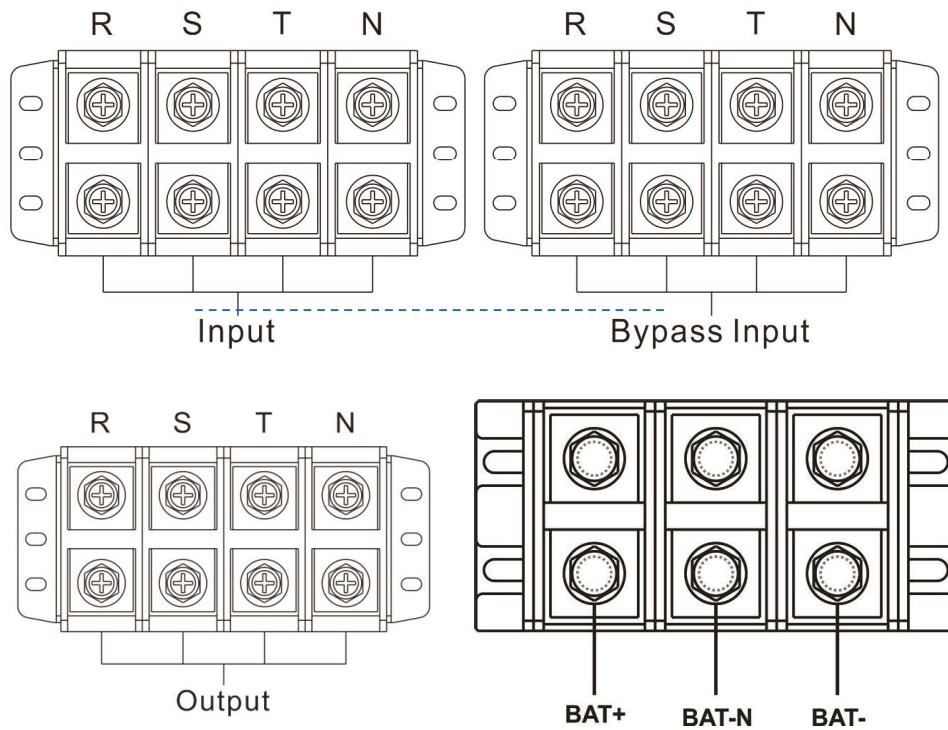 R S T N
R S T N
Input
Bypass Input
R S T N
Output
BAT+ BAT-N BAT-